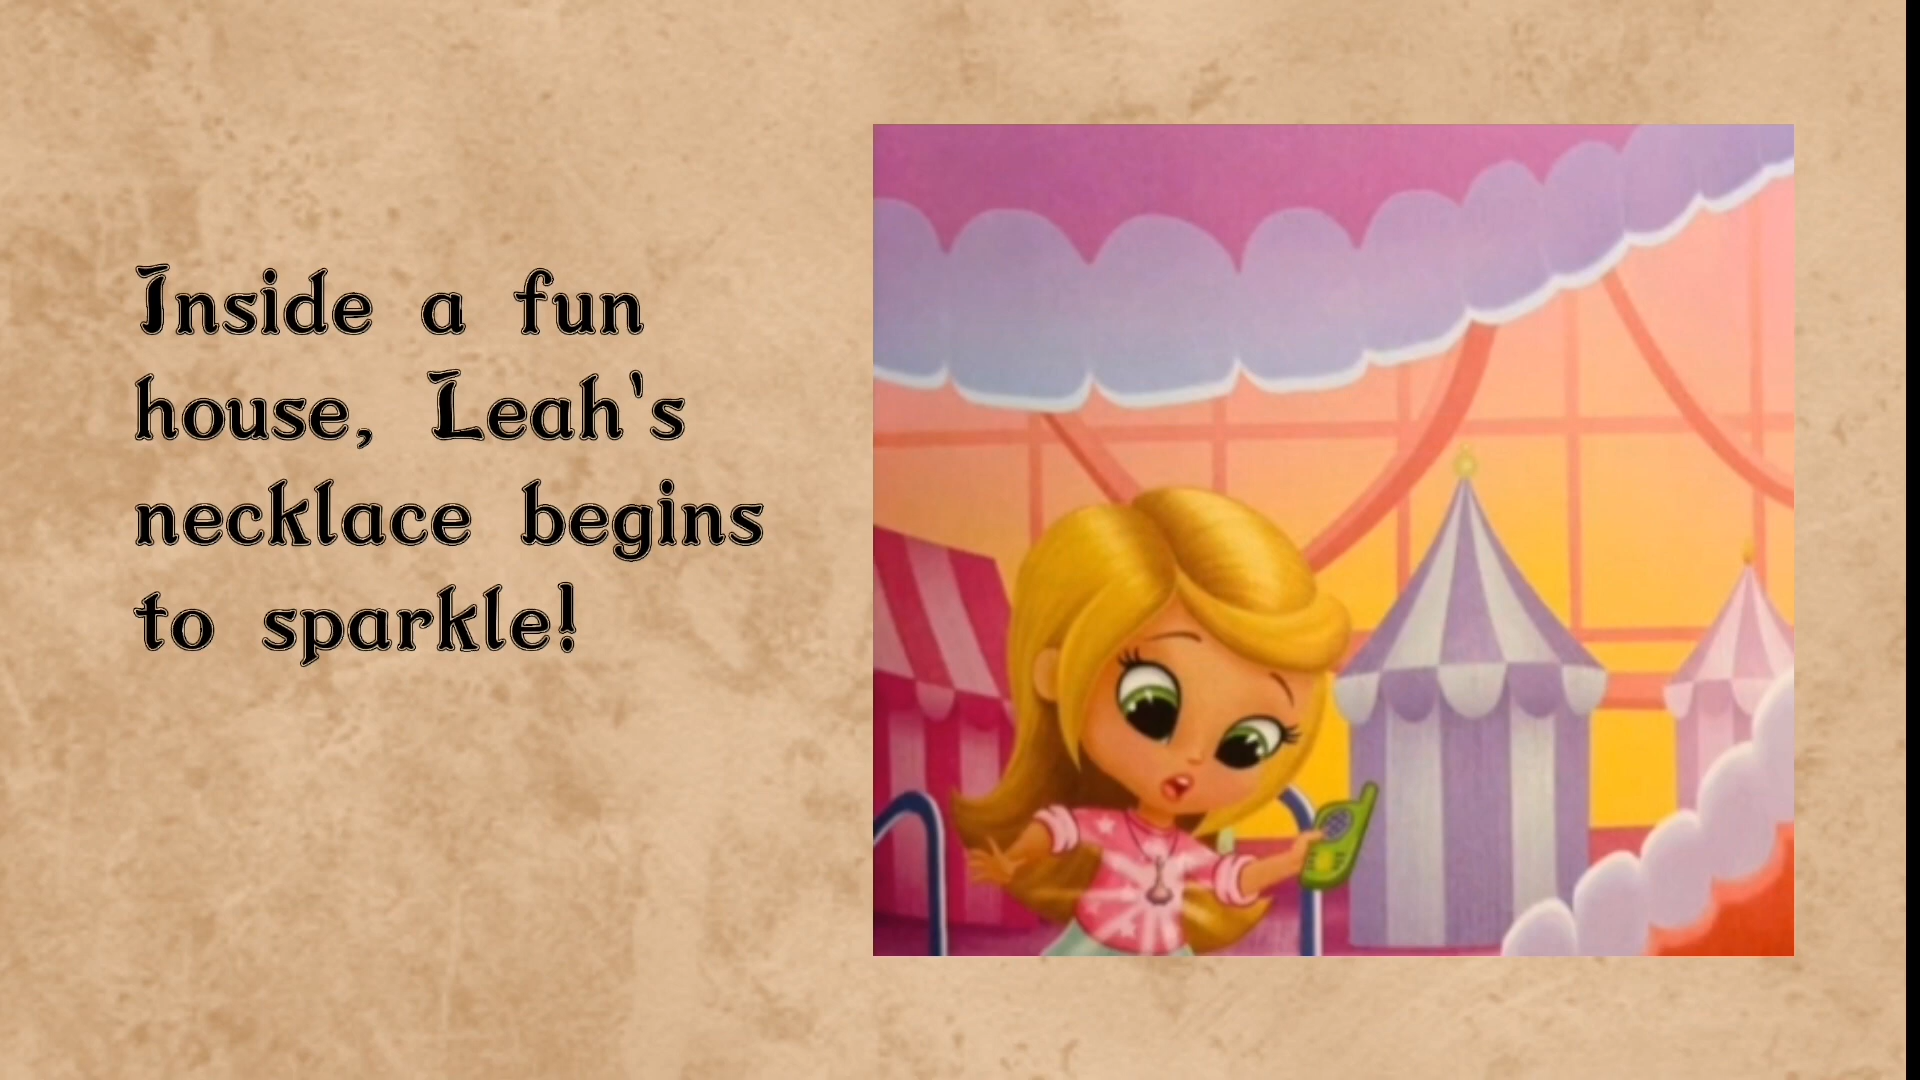 Inside a fun
house, Leah's
necklace begins
to sparkle!